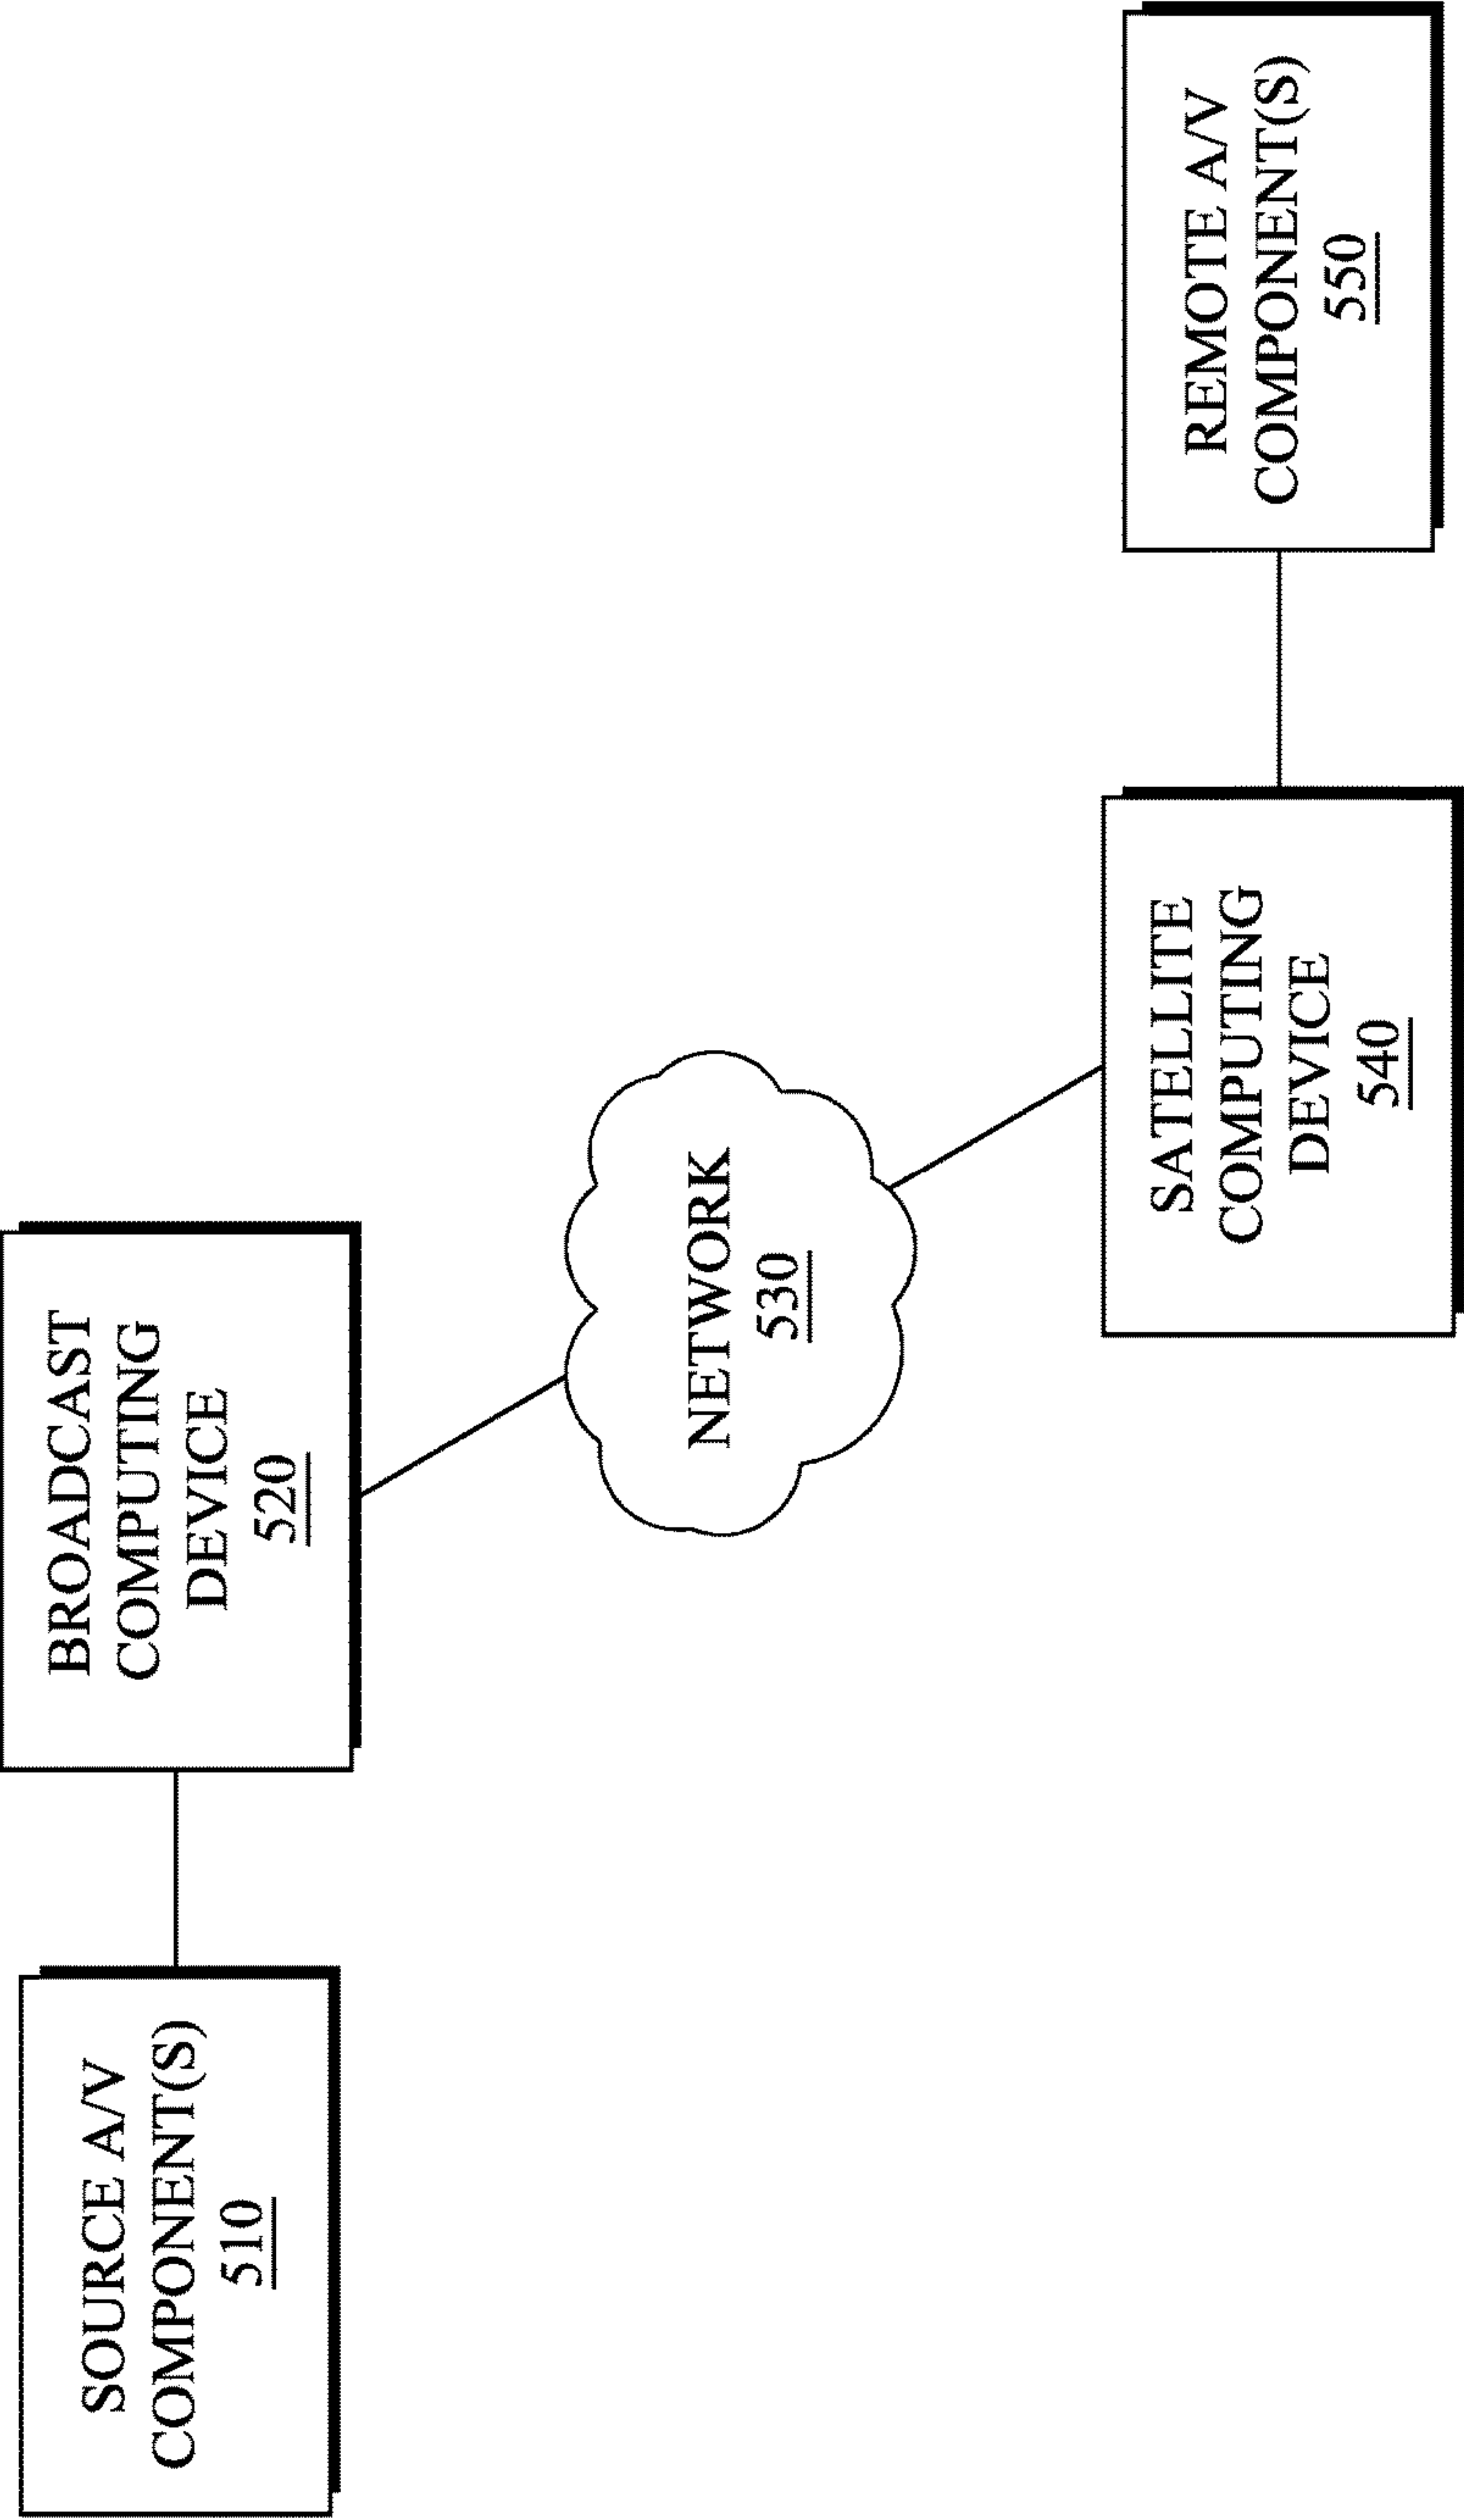 SOURCE A/V
COMPONENT(S)
510
BROADCAST
COMPUTING
DEVICE
520
NETWORK
530
SATELLITE
COMPUTING
DEVICE
540
REMOTE A/V
COMPONENT(S)
550